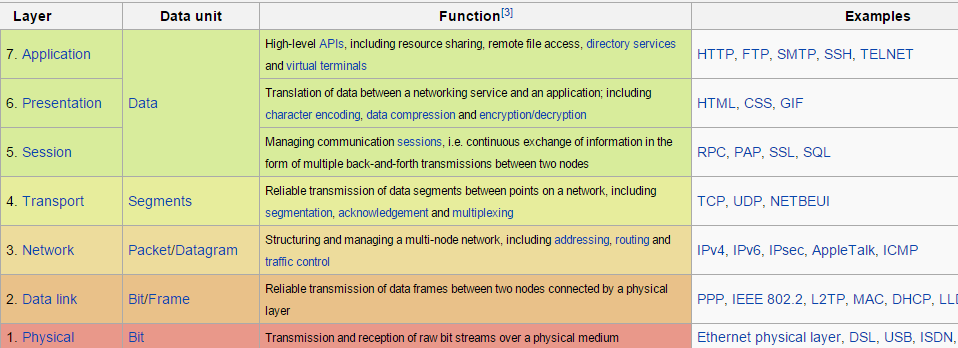 Layer Data unit Function[3] Examples
7. Application
Data
High-level APIs, including resource sharing, remote file access, directory services
and virtual terminals
HTTP, FTP, SMTP, SSH, TELNET
6. Presentation
Translation of data between a networking service and an application; including
character encoding, data compression and encryption/decryption
HTML, CSS, GIF
5. Session
Managing communication sessions, i.e. continuous exchange of information in the
form of multiple back-and-forth transmissions between two nodes
RPC, PAP, SSL, SQL
4. Transport
Segments
Reliable transmission of data segments between points on a network, including
segmentation, acknowledgement and multiplexing
TCP, UDP, NETBEUI
3. Network
Packet/Datagram
Structuring and managing a multi-node network, including addressing, routing and
traffic control
IPv4, IPv6, IPsec, AppleTalk, ICMP
2. Data link
Bit/Frame
Reliable transmission of data frames between two nodes connected by a physical
layer
PPP, IEEE 802.2, L2TP, MAC, DHCP,
1. Physical
Bit
Transmission and reception of raw bit streams over a physical medium
Ethernet physical layer, DSL, USB, ISDN,